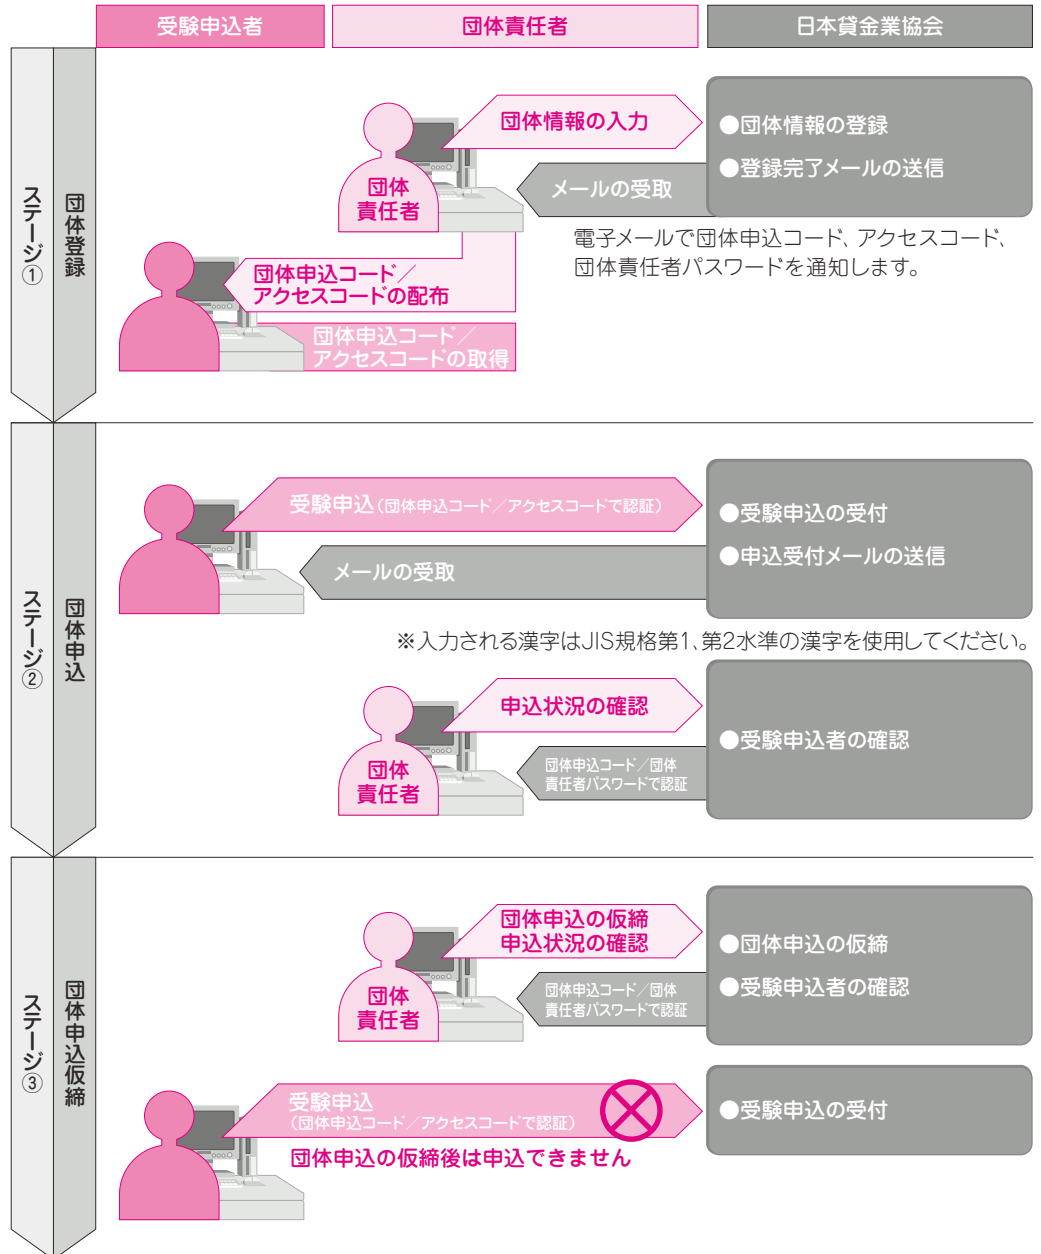 受験申込者
団体責任者
日本貸金業協会
ステージ①
団体登録
団体責任者
団体情報の入力
メールの受取
●団体情報の登録
●登録完了メールの送信
電子メールで団体申込コード、アクセスコード、
団体責任者パスワードを通知します。
団体申込コード／
アクセスコードの配布
団体申込コード／
アクセスコードの取得
ステージ②
団体申込
受験申込（団体申込コード／アクセスコードで認証）
メールの受取
●受験申込の受付
●申込受付メールの送信
※入力される漢字はJIS規格第1、第2水準の漢字を使用してください。
団体
責任者
申込状況の確認
団体申込コード／団体
責任者パスワードで認証
●受験申込者の確認
ステージ③
団体申込仮締
団体
責任者
団体申込の仮締
申込状況の確認
団体申込コード／団体
責任者パスワードで認証
●団体申込の仮締
●受験申込者の確認
受験申込
（団体申込コード／アクセスコードで認証）
●受験申込の受付
団体申込の仮締後は申込できません